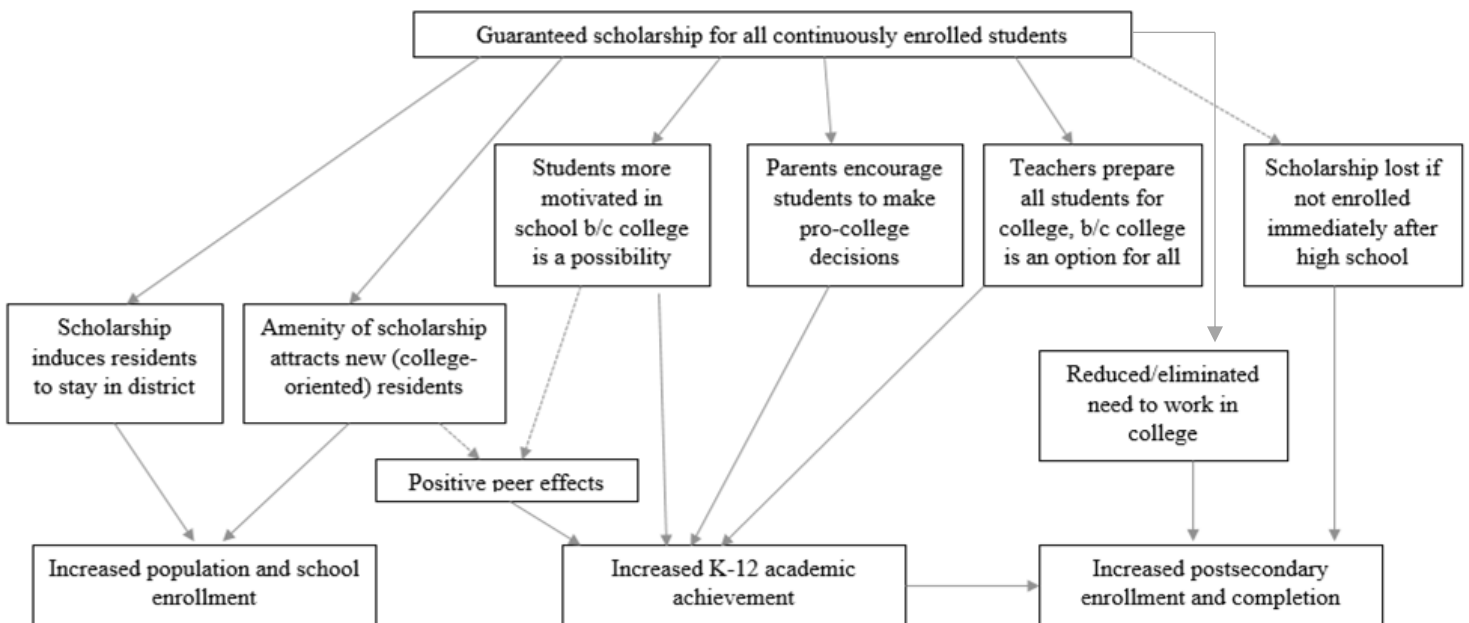 Guaranteed scholarship for all continuously enrolled students
Students more
motivated in
school b/c college
is a possibility
Parents encourage
students to make
pro-college
decisions
Teachers prepare
all students for
college, b/c college
is an option for all
Scholarship lost if
not enrolled
immediately after
high school
Scholarship
induces residents
to stay in district
Amenity of scholarship
attracts new (college-
oriented) residents
Reduced/eliminated
need to work in
college
Positive peer effects
Increased population and school
enrollment
Increased K-12 academic
achievement
Increased postsecondary
enrollment and completion